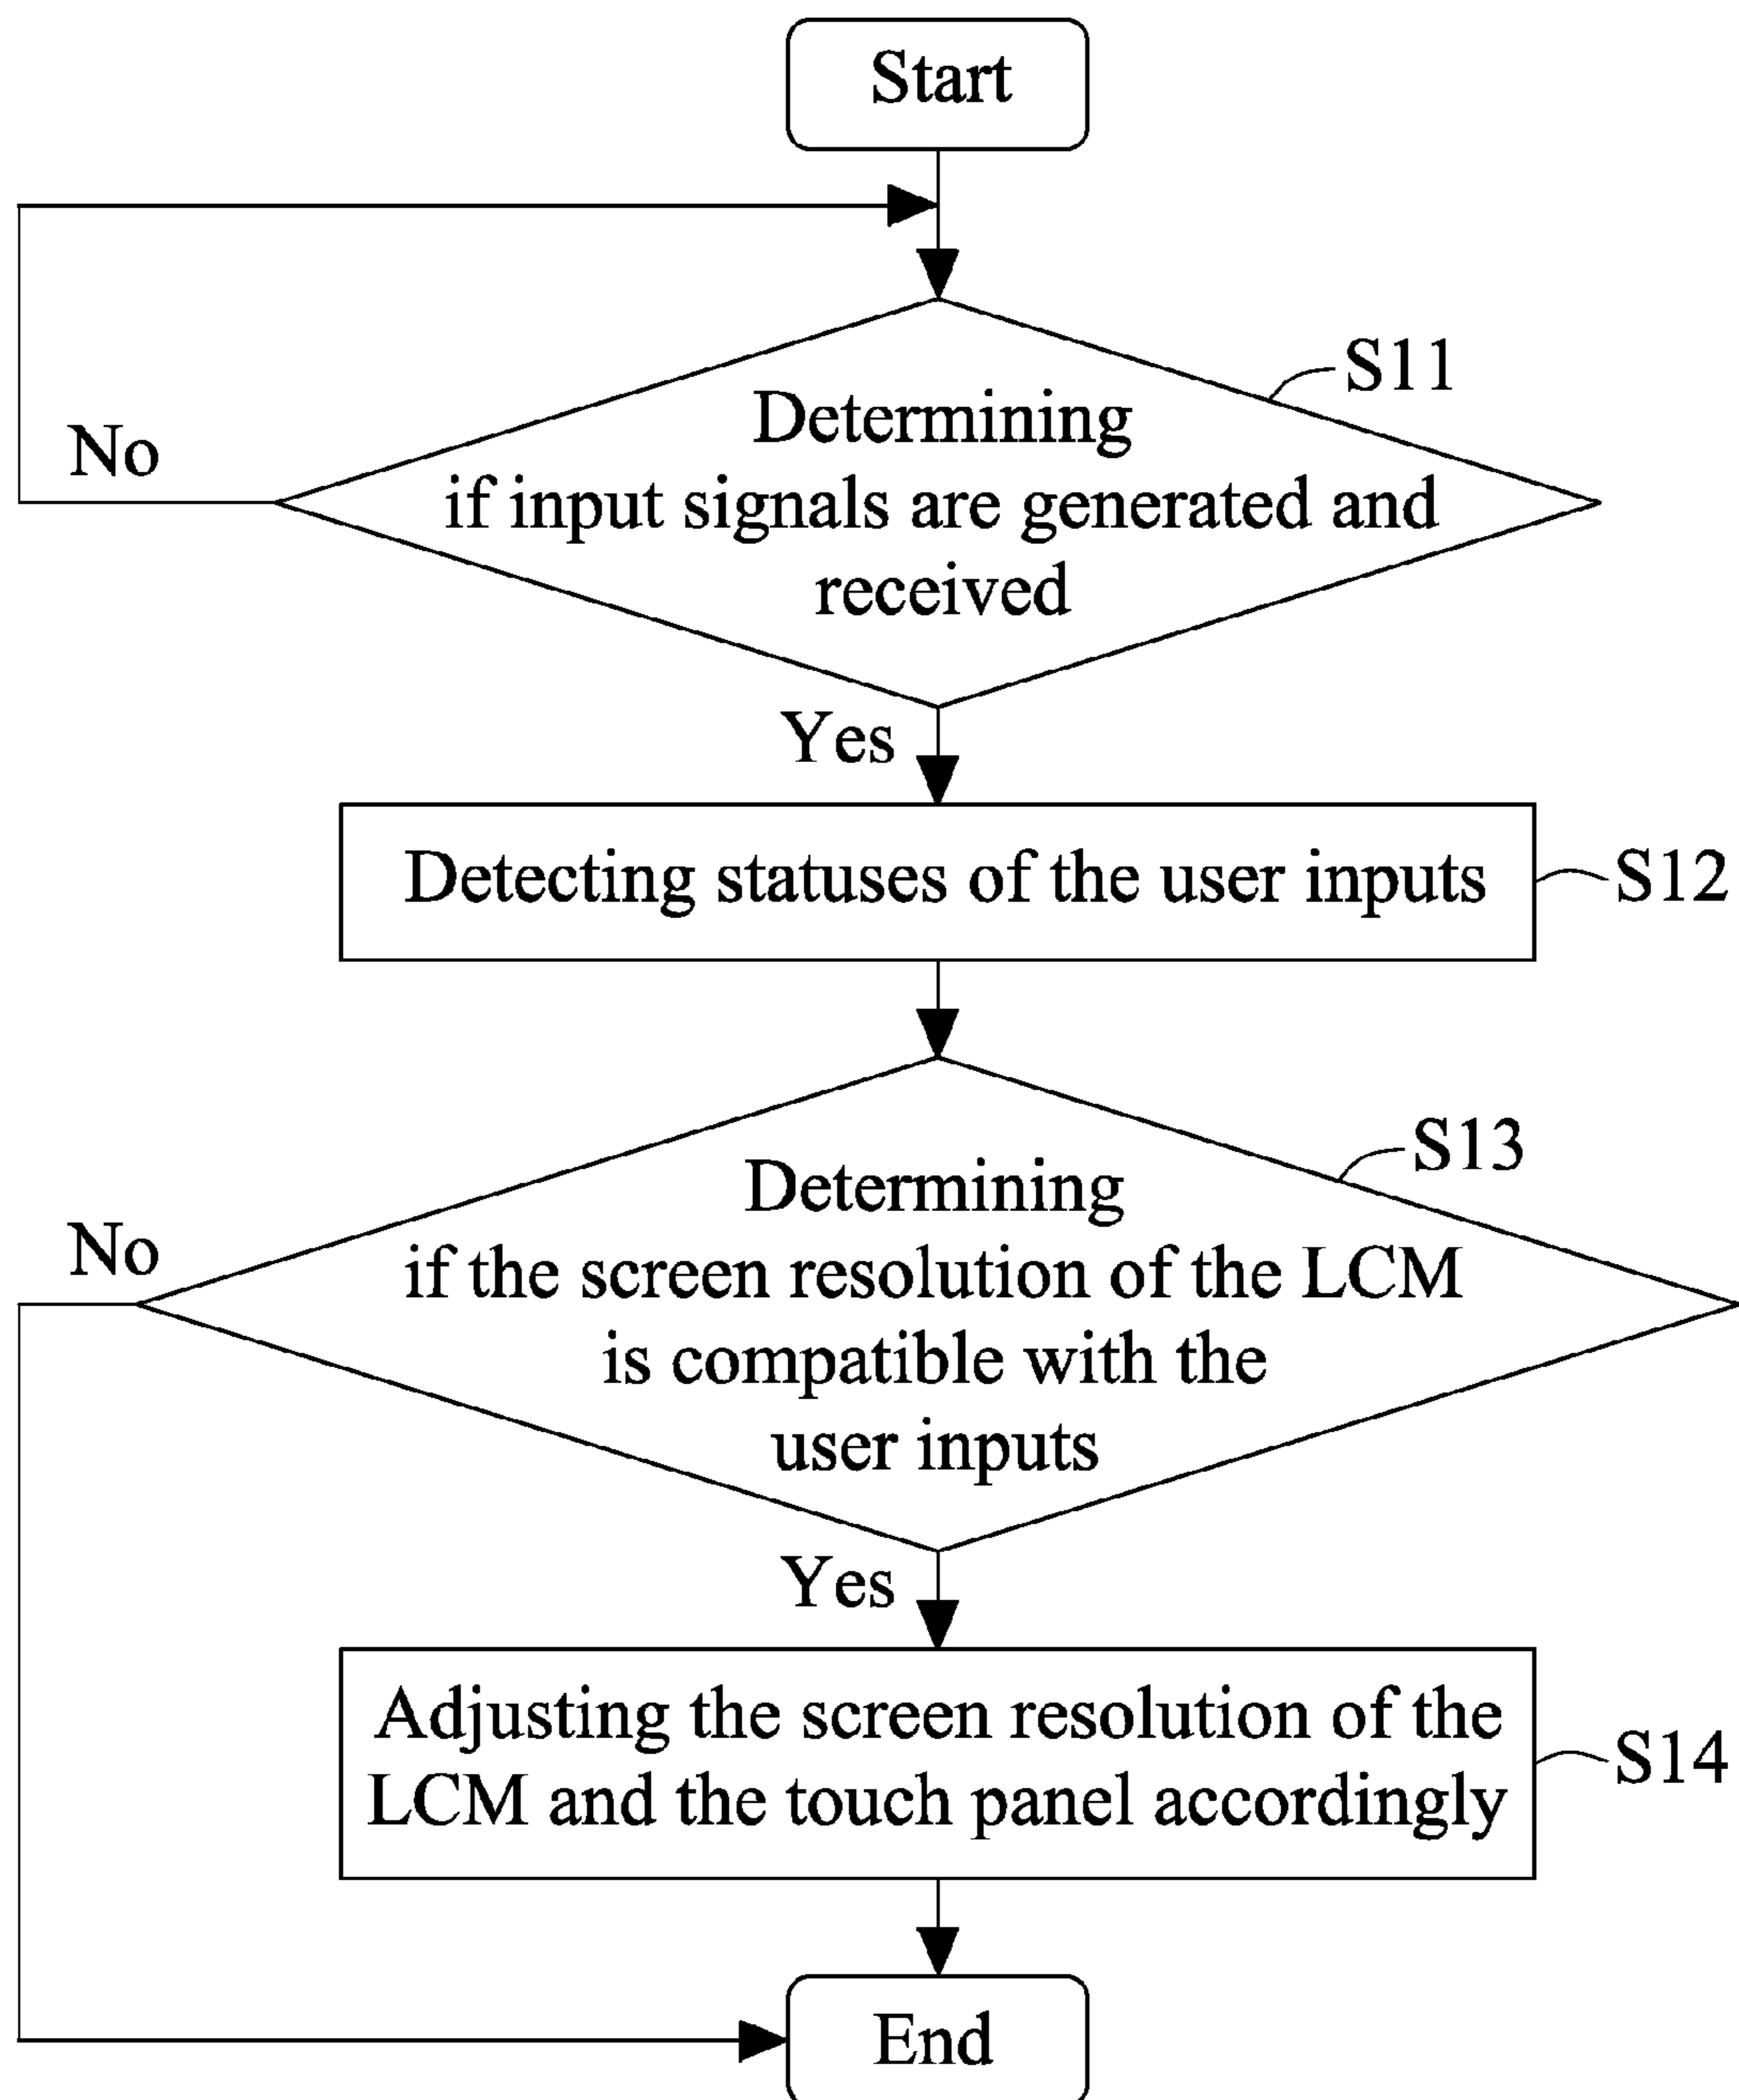 Start
S11
Determining
if input signals are generated and
received
No
Yes
Detecting statuses of the user inputs
S12
S13
Determining
if the screen resolution of the LCM
is compatible with the
user inputs
No
Yes
Adjusting the screen resolution of the
LCM and the touch panel accordingly
S14
End